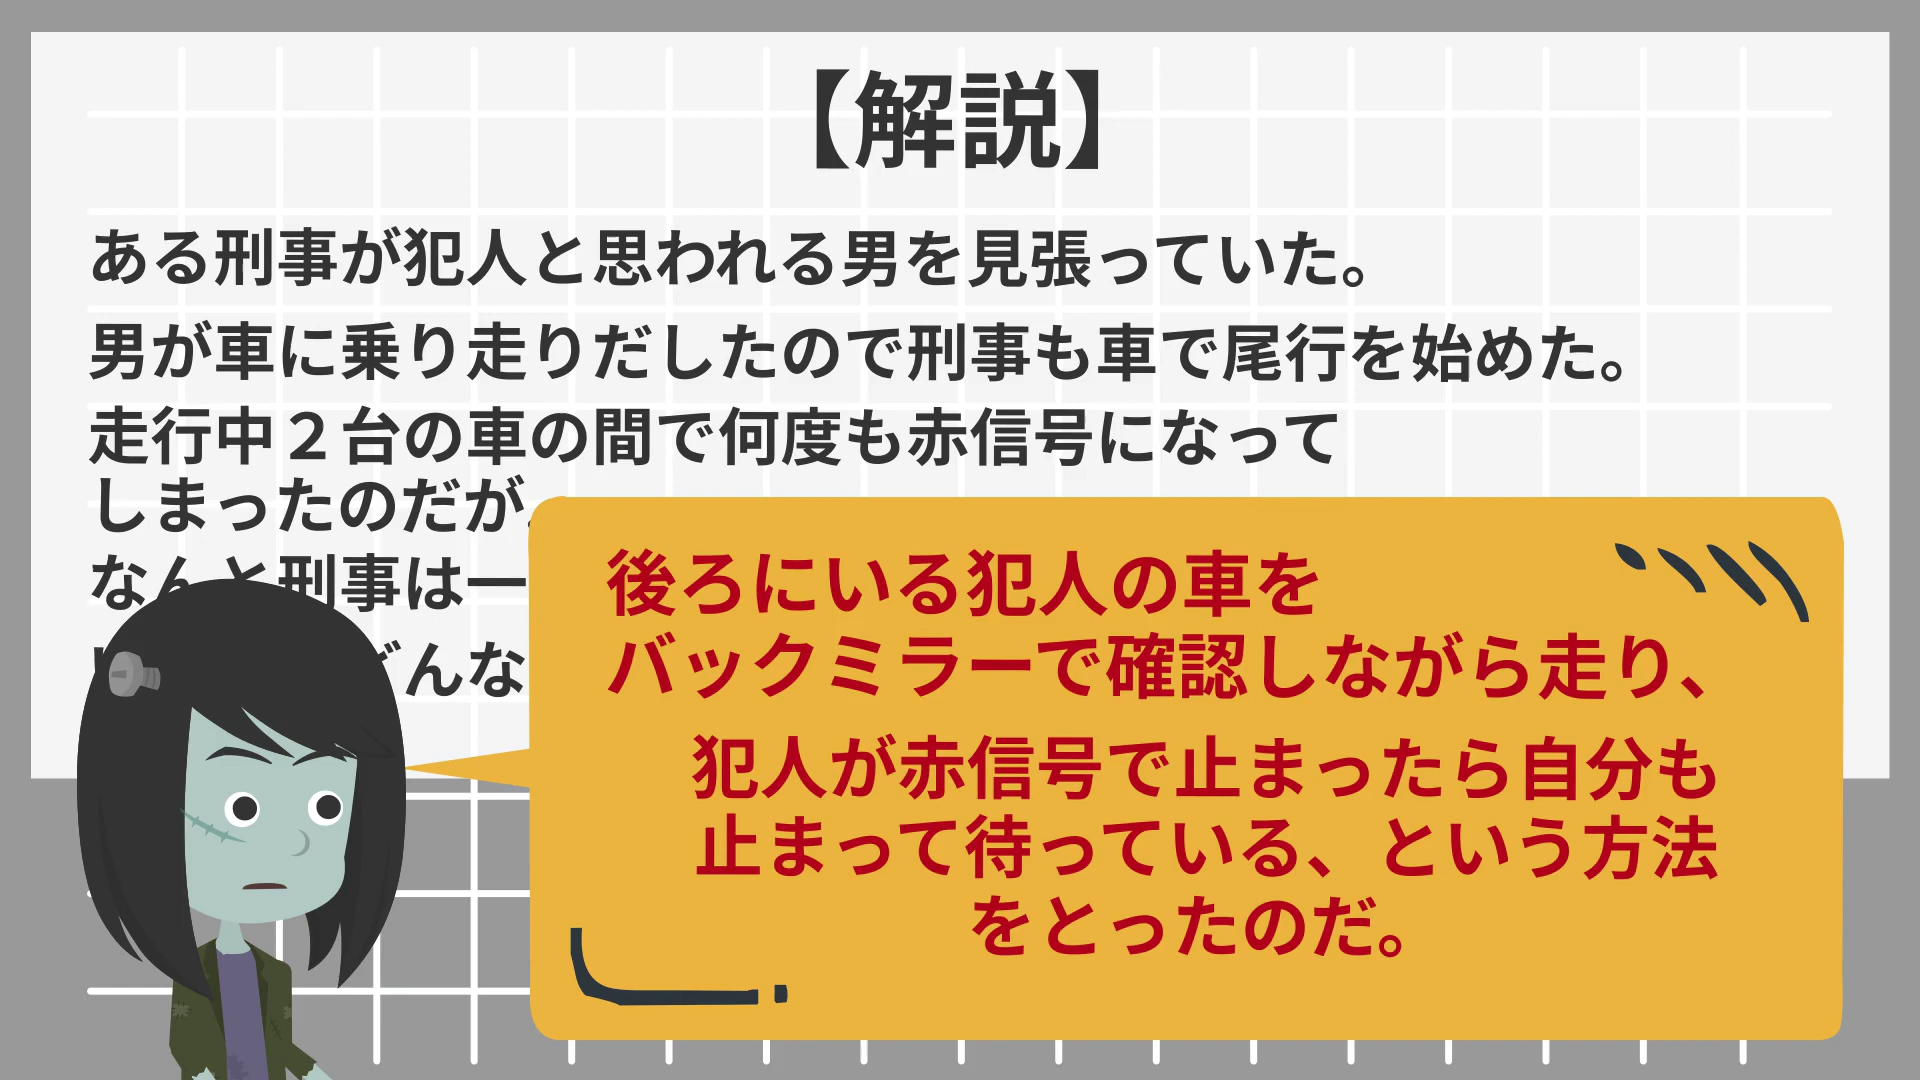 【解説】
ある刑事が犯人と思われる男を見張っていた。
男が車に乗り走りだしたので刑事も車で尾行を始めた。
走行中２台の車の間で何度も赤信号になって
しまったのだが
なんと刑事は一
んな
後ろにいる犯人の車を
バックミラーで確認しながら走り、
犯人が赤信号で止まったら自分も
止まって待っている、という方法
をとったのだ。